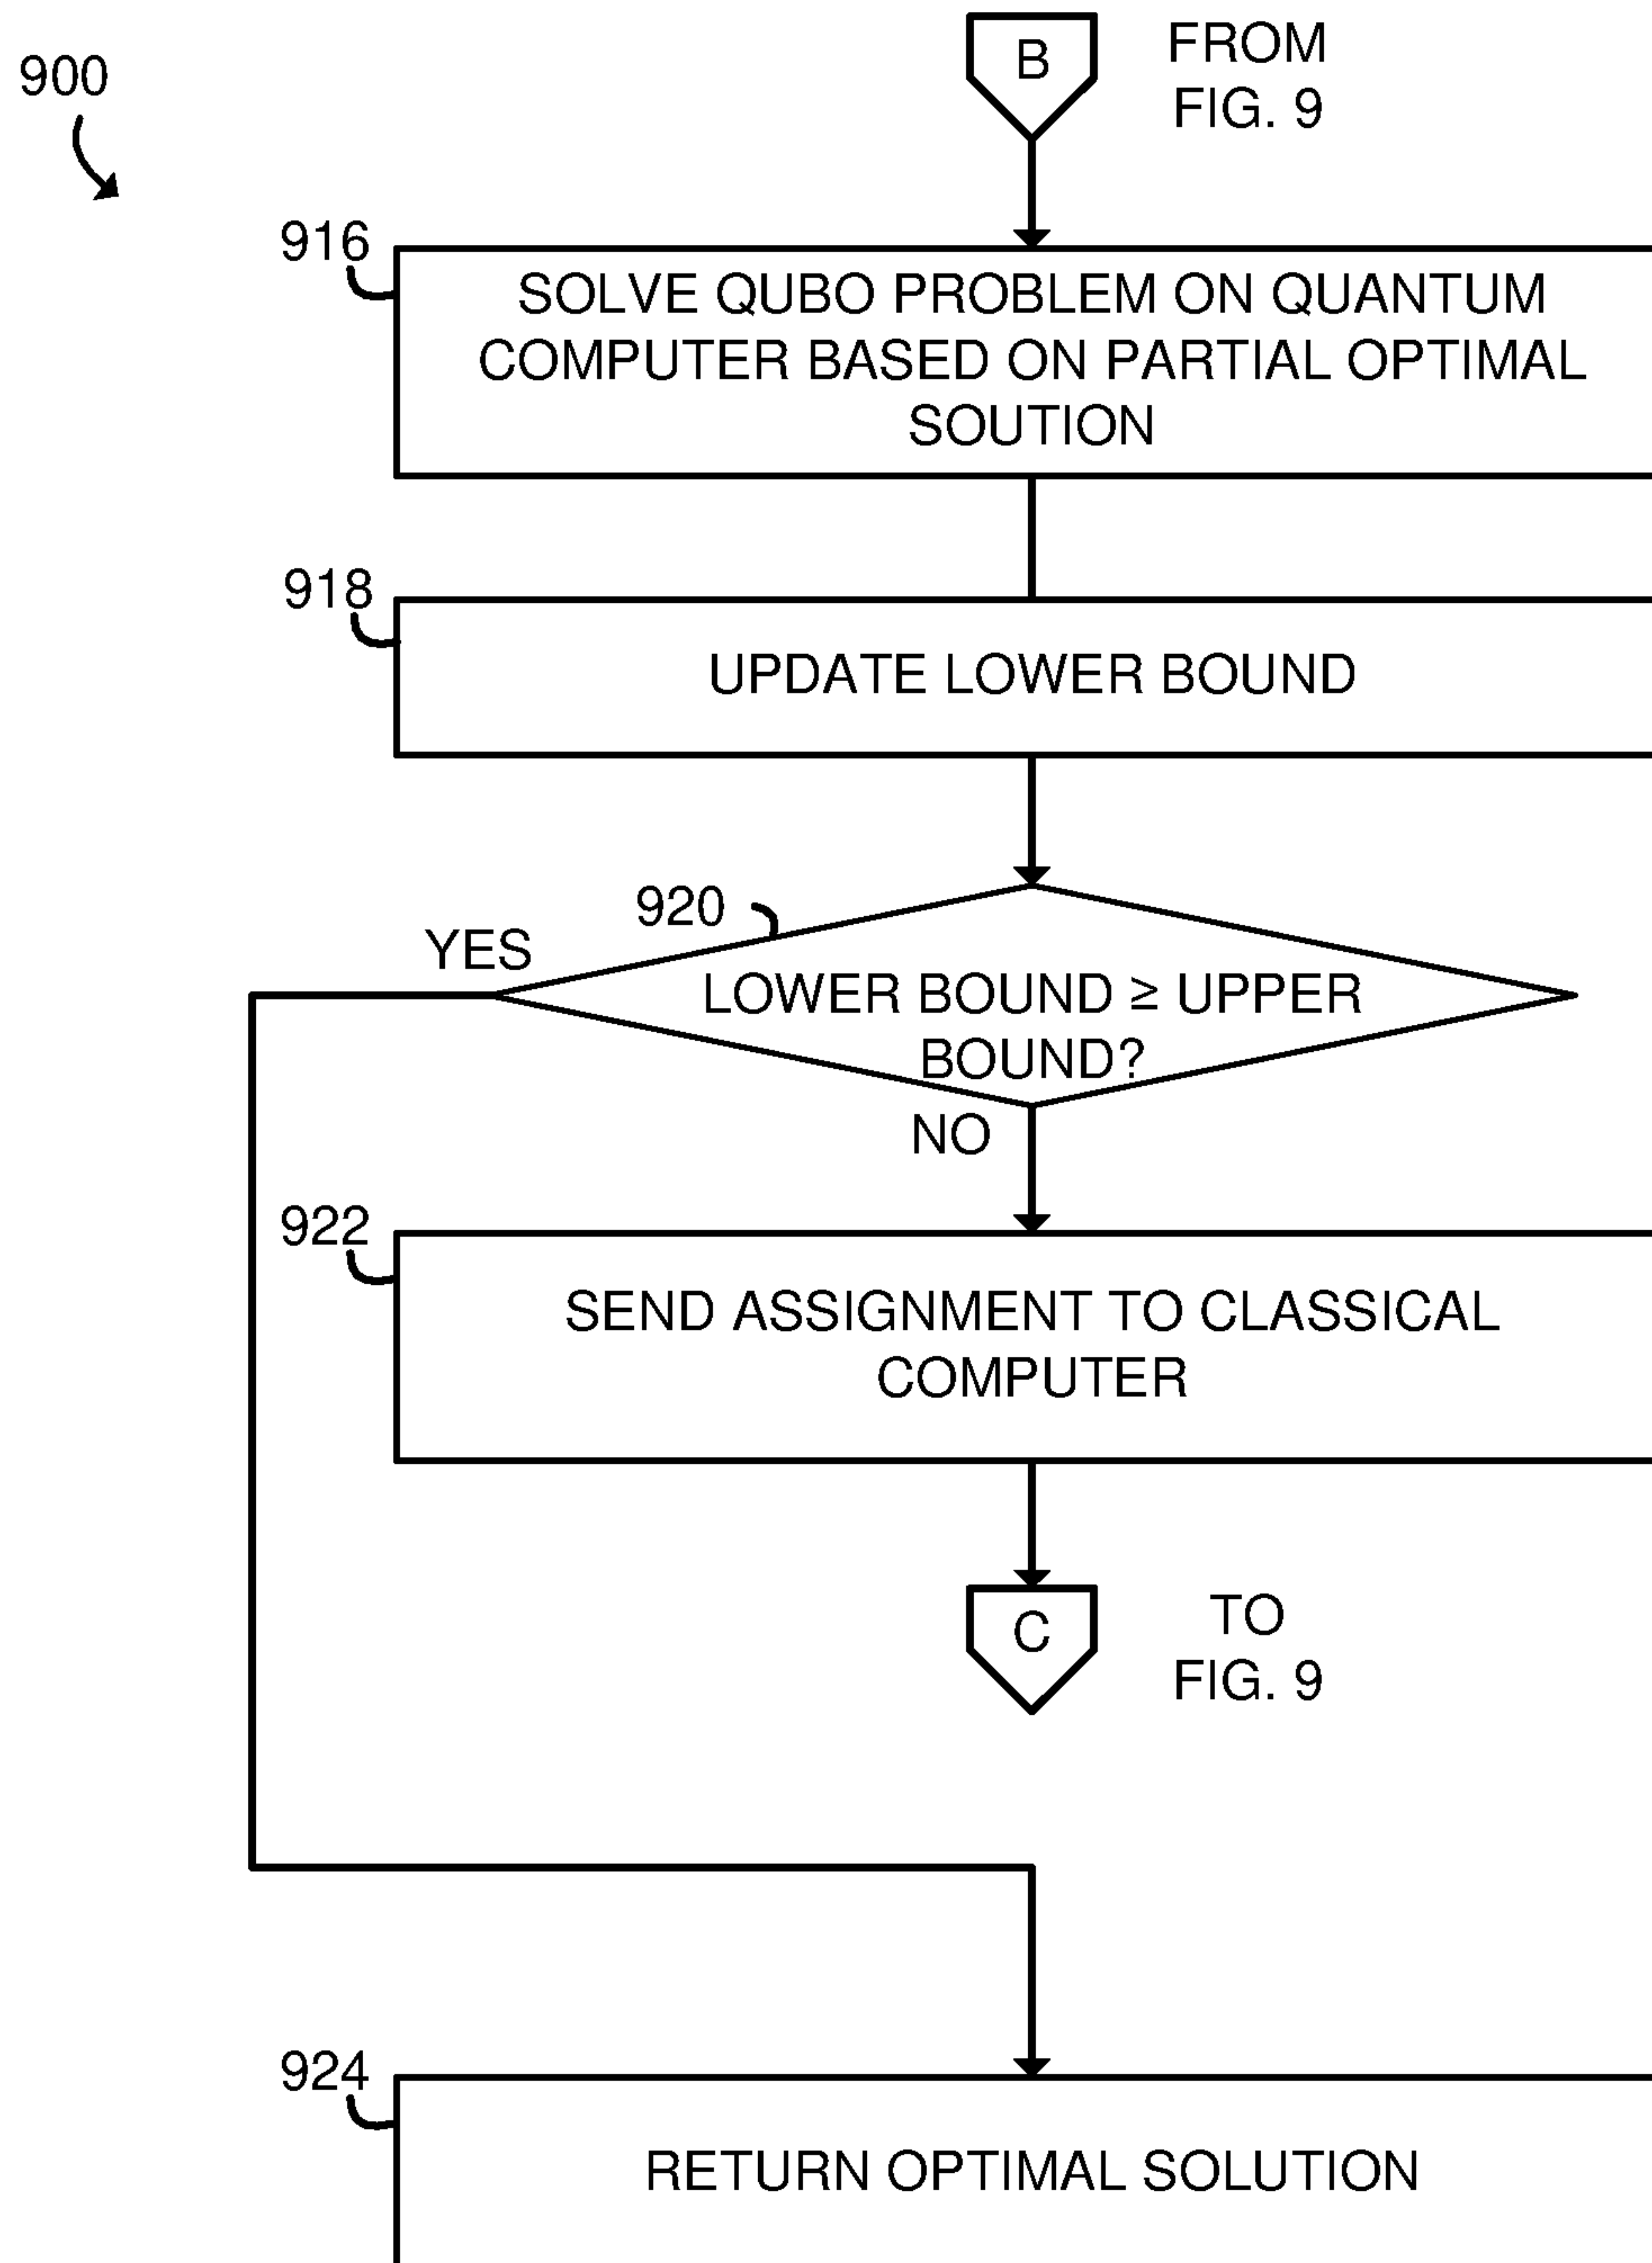 900
B
FROM
FIG. 9
916
SOLVE QUBO PROBLEM ON QUANTUM
COMPUTER BASED ON PARTIAL OPTIMAL
SOUTION
918
UPDATE LOWER BOUND
920
YES
LOWER BOUND ≥ UPPER
BOUND?
NO
922
SEND ASSIGNMENT TO CLASSICAL
COMPUTER
C
TO
FIG. 9
924
RETURN OPTIMAL SOLUTION